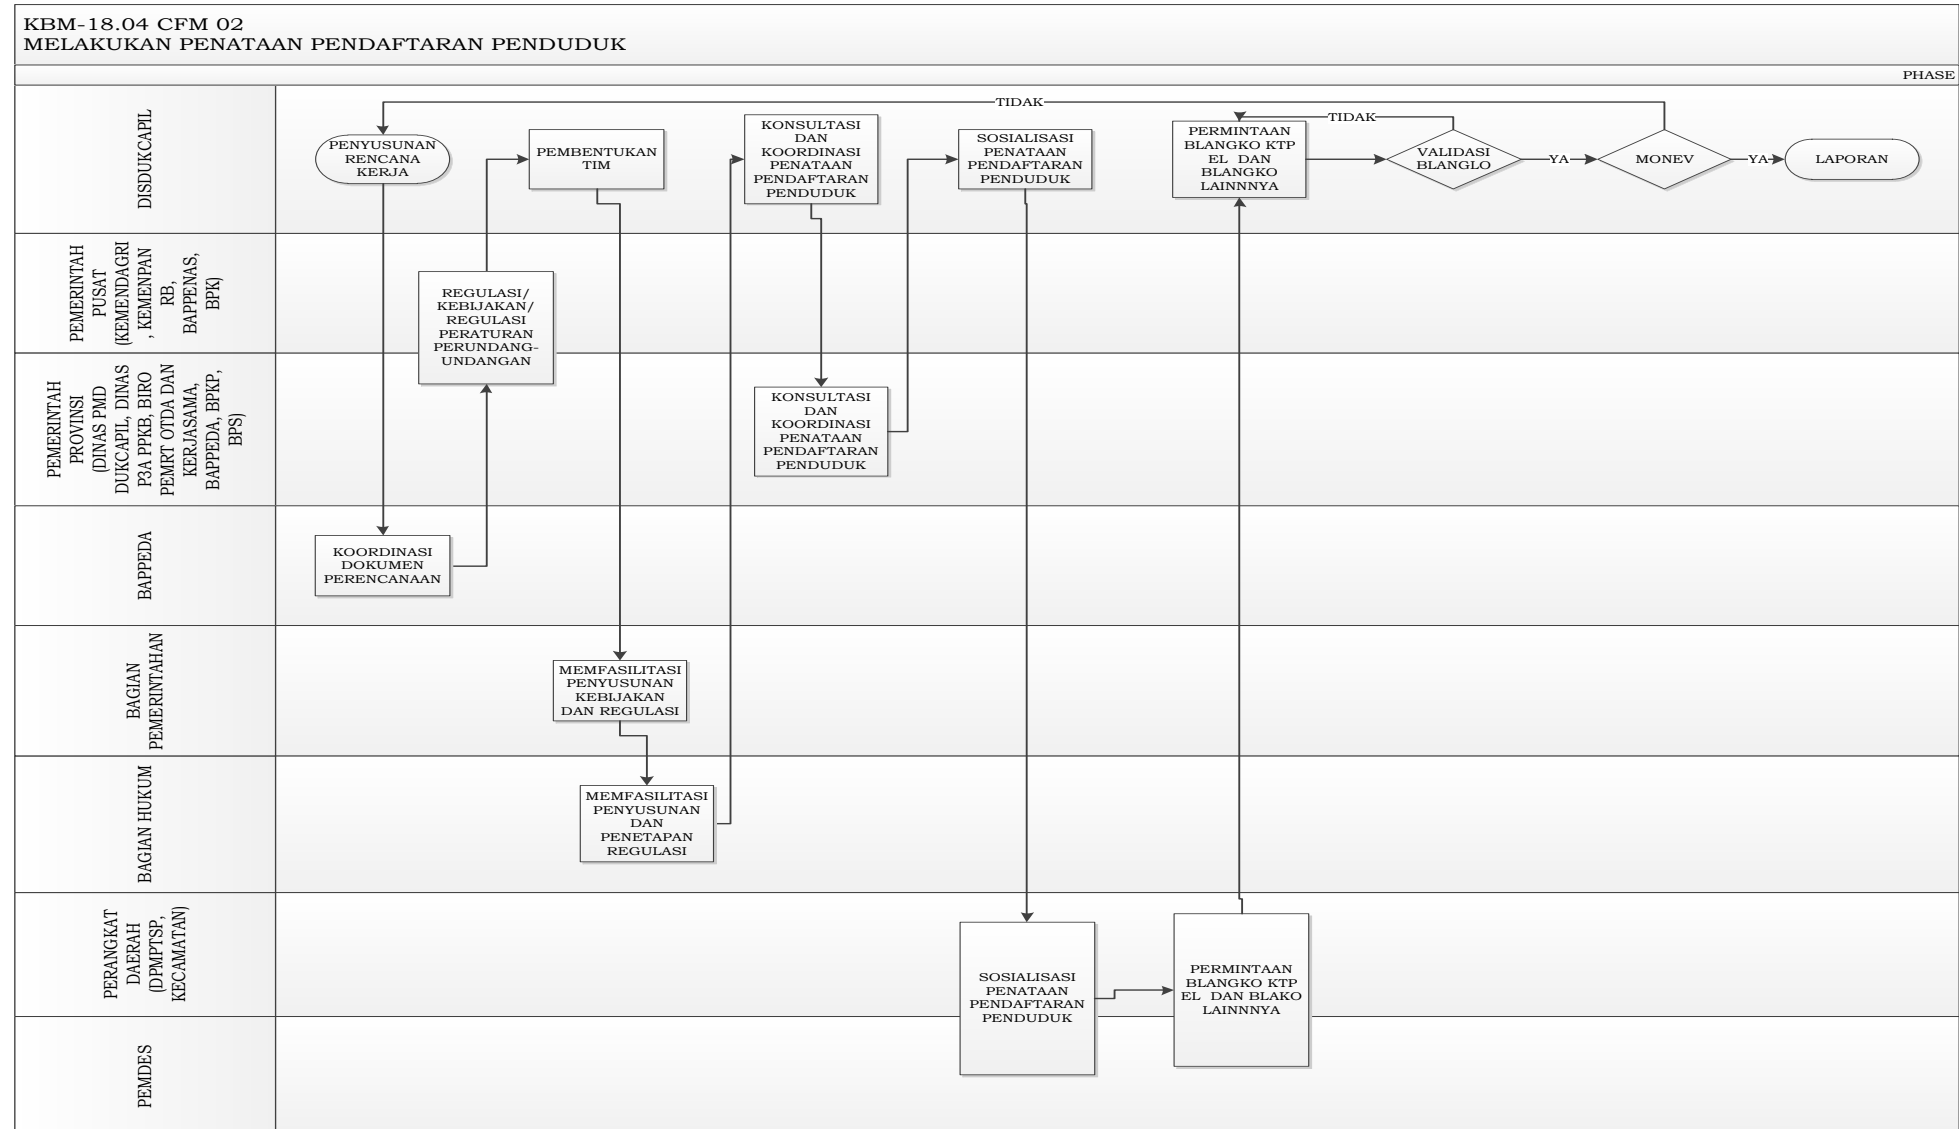 KBM-18.04 CFM 02
MELAKUKAN PENATAAN PENDAFTARAN PENDUDUK
PHASE
DISDUKCAPIL
TIDAK
PENYUSUNAN
RENCANA
KERJA
PEMBENTUKAN
TIM
KONSULTASI
DAN
KOORDINASI
PENATAAN
PENDAFTARAN
PENDUDUK
SOSIALISASI
PENATAAN
PENDAFTARAN
PENDUDUK
PERMINTAAN
BLANGKO KTP
EL DAN
BLANGKO
LAINNNYA
TIDAK
VALIDASI
BLANGLO
YA
MONEV
YA
LAPORAN
PEMERINTAH
PUSAT
(KEMENDAGRI
, KEMENPAN
RB,
BAPPENAS,
BPK)
REGULASI/
KEBIJAKAN/
REGULASI
PERATURAN
PERUNDANG-
UNDANGAN
PEMERINTAH
PROVINSI
(DINAS PMD
DUKCAPIL, DINAS
P3A PPKB, BIRO
PEMRT OTDA DAN
KERJASAMA,
BAPPEDA, BPKP,
BPS)
KONSULTASI
DAN
KOORDINASI
PENATAAN
PENDAFTARAN
PENDUDUK
BAPPEDA
KOORDINASI
DOKUMEN
PERENCANAAN
BAGIAN
PEMERINTAHAN
MEMFASILITASI
PENYUSUNAN
KEBIJAKAN
DAN REGULASI
BAGIAN HUKUM
MEMFASILITASI
PENYUSUNAN
DAN
PENETAPAN
REGULASI
PERANGKAT
DAERAH
(DPMPTSP,
KECAMATAN)
SOSIALISASI
PENATAAN
PENDAFTARAN
PENDUDUK
PERMINTAAN
BLANGKO KTP
EL DAN BLAKO
LAINNNYA
PEMDES